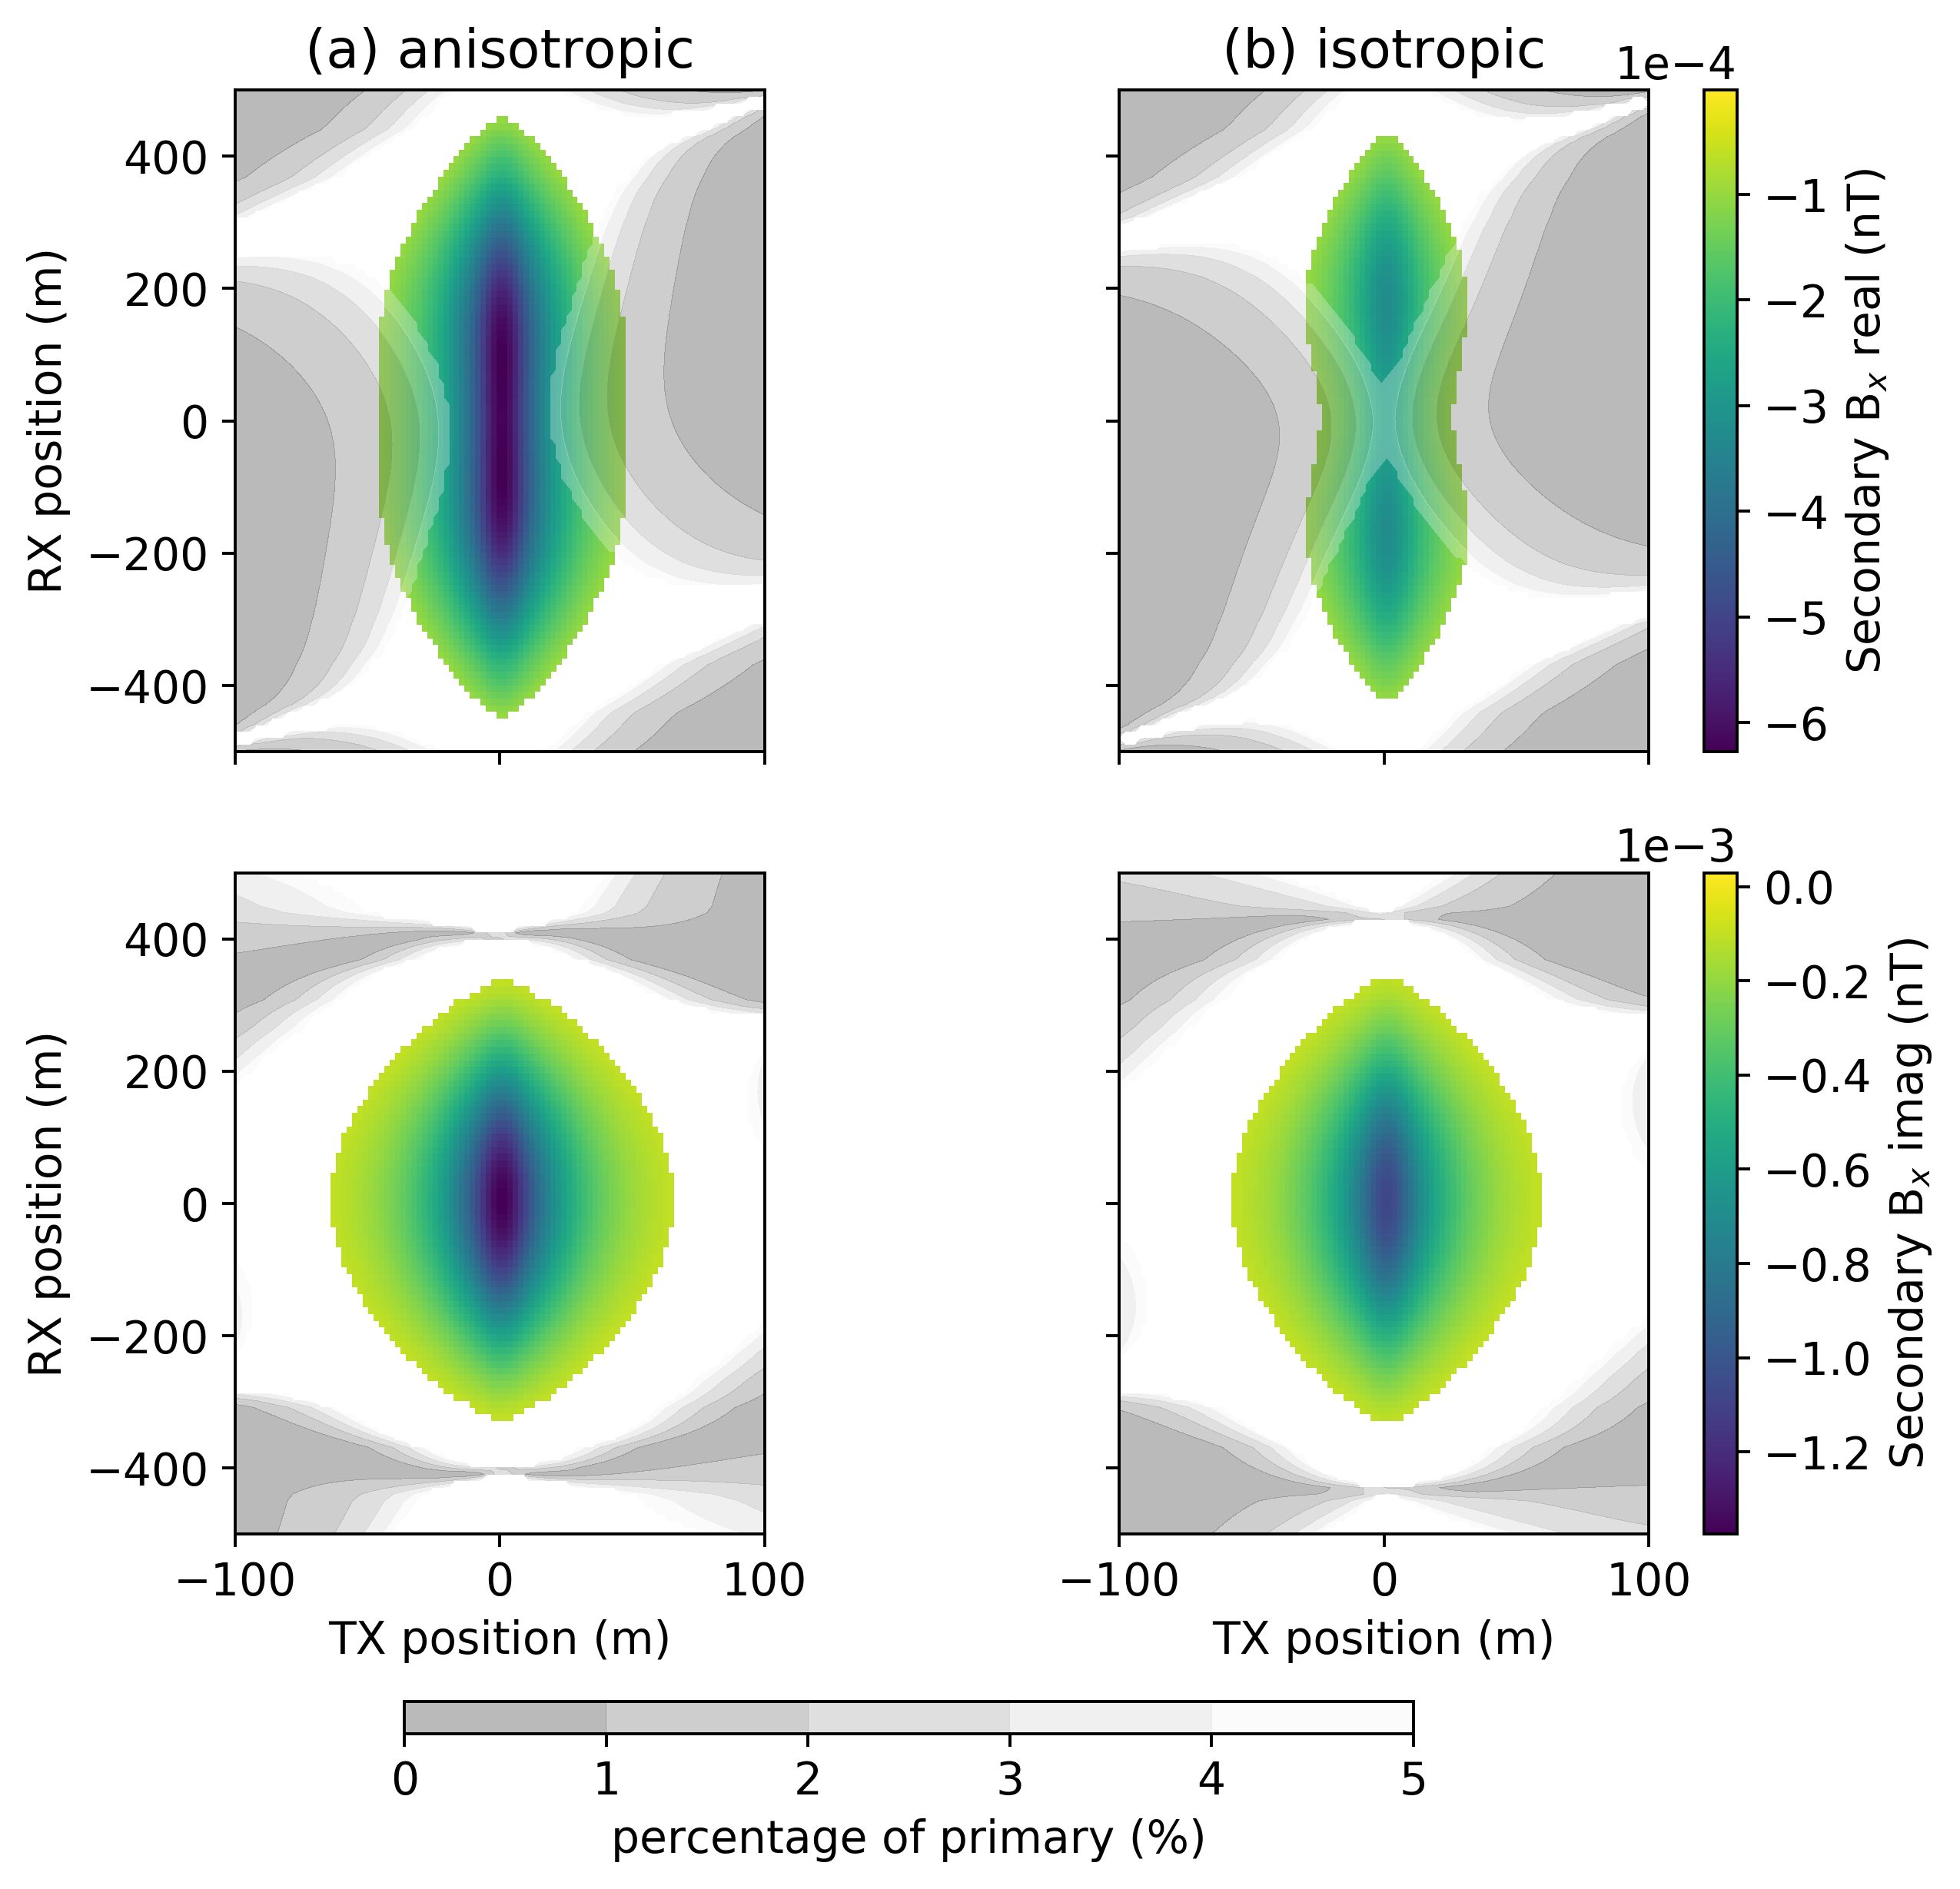 (a) anisotropic
(b) isotropic
1e−4
400
200
0
−200
−400
RX position (m)
−1
−2
−3
−4
−5
−6
Secondary Bₓ real (nT)
1e−3
400
200
0
−200
−400
RX position (m)
0.0
−0.2
−0.4
−0.6
−0.8
−1.0
−1.2
Secondary Bₓ imag (nT)
−100 0 100
−100 0 100
TX position (m)
TX position (m)
0 1 2 3 4 5
percentage of primary (%)